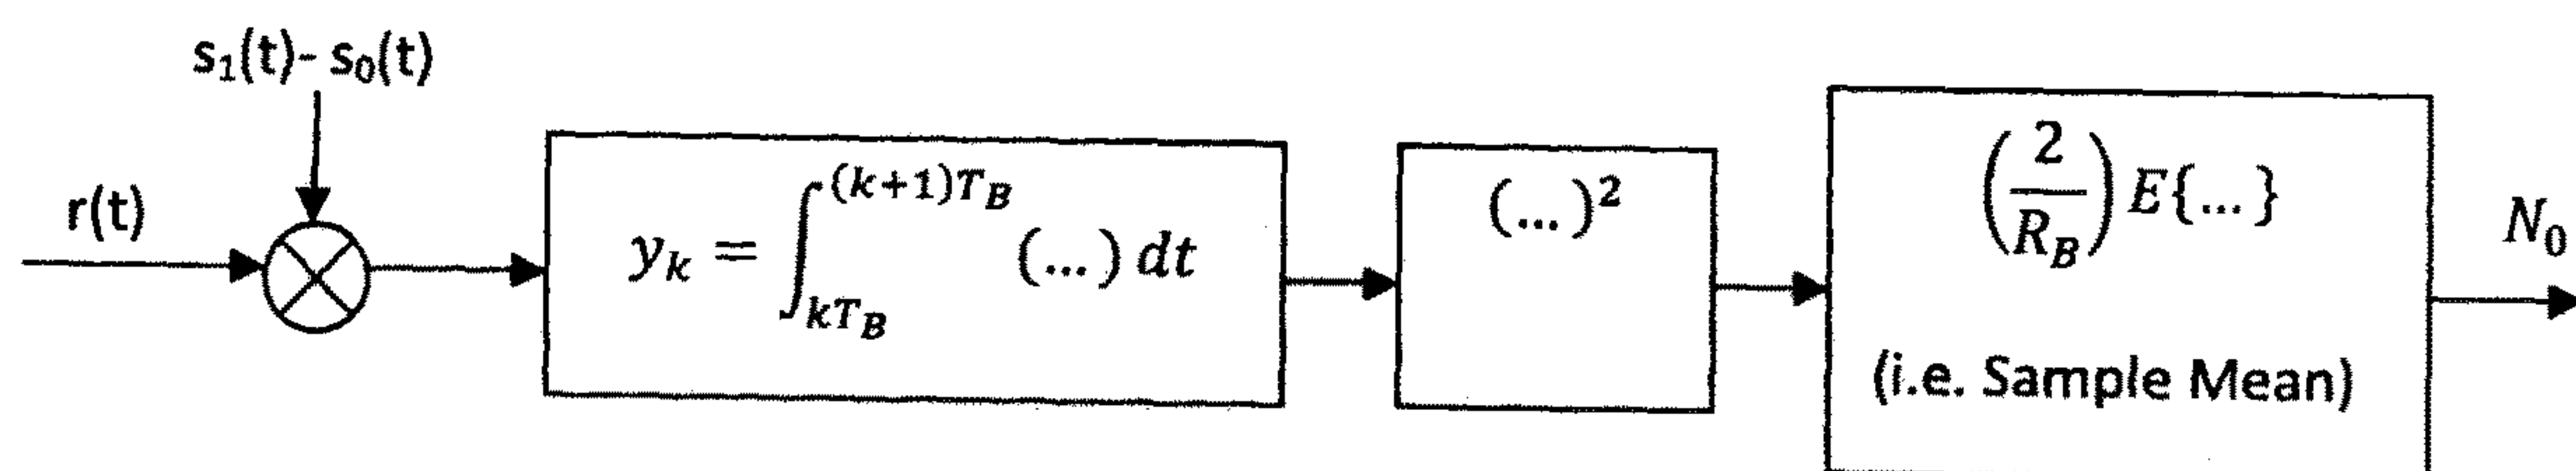 s₁(t)- s₀(t)
r(t)
y_k = ∫_{kT_B}^{(k+1)T_B} (...) dt
(...)²
(2/R_B) E{...}
(i.e. Sample Mean)
N₀